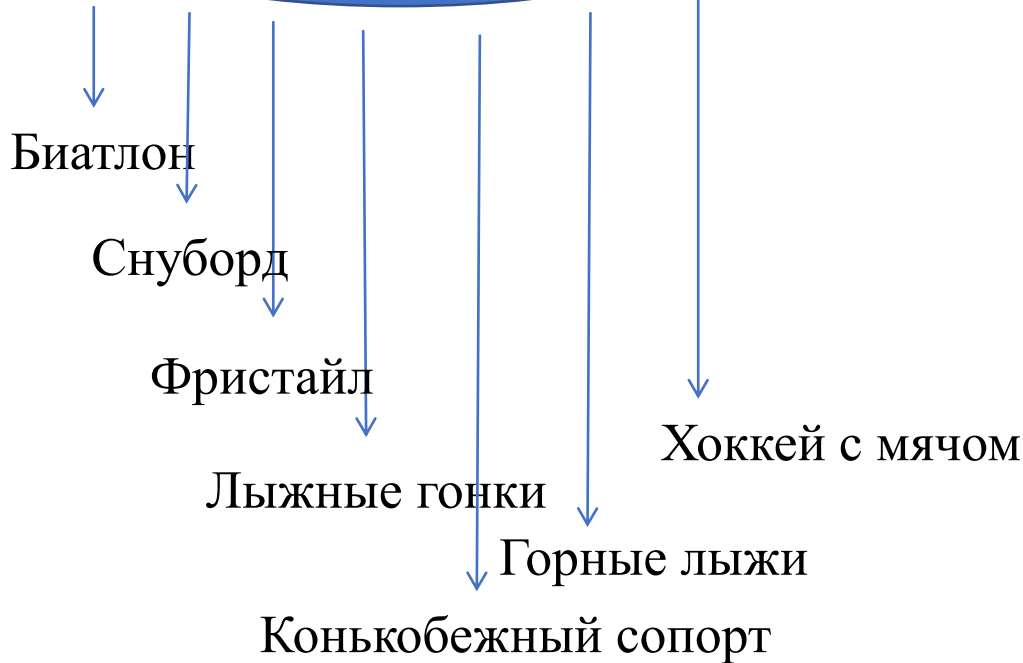 Биатлон
Снуборд
Фристайл
Хоккей с мячом
Лыжные гонки
Горные лыжи
Конькобежный сопорт